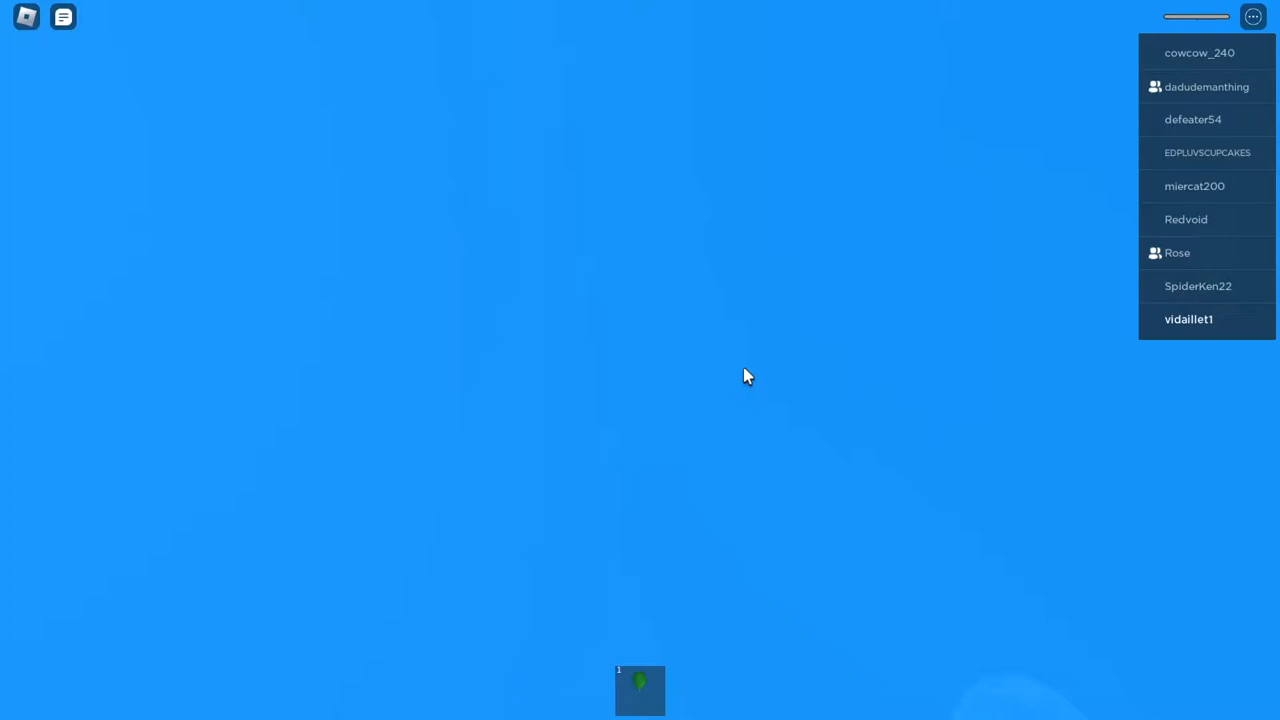 cowcow_240
dadudemanthing
defeater54
EDPLUVSCUPCAKES
miercat200
Redvoid
Rose
SpiderKen22
vidaillet1
1